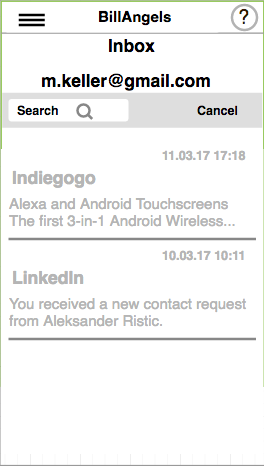 BillAngels
?
Inbox
m.keller@gmail.com
Search Cancel
11.03.17 17:18
Indiegogo
Alexa and Android Touchscreens
The first 3-in-1 Android Wireless...
10.03.17 10:11
LinkedIn
You received a new contact request
from Aleksander Ristic.